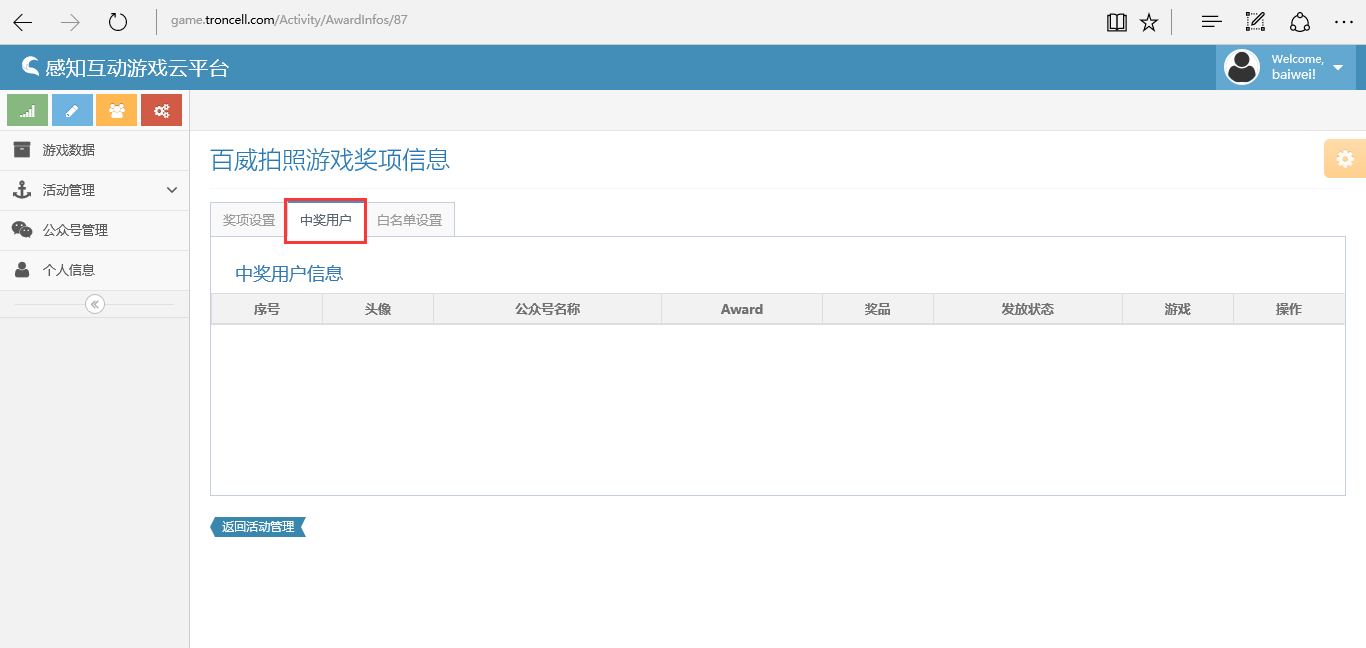 game.troncell.com/Activity/AwardInfos/87
感知互动游戏云平台
Welcome,
baiwei!
游戏数据
活动管理
公众号管理
个人信息
百威拍照游戏奖项信息
奖项设置 中奖用户 白名单设置
中奖用户信息
序号 头像 公众号名称 Award 奖品 发放状态 游戏 操作
返回活动管理